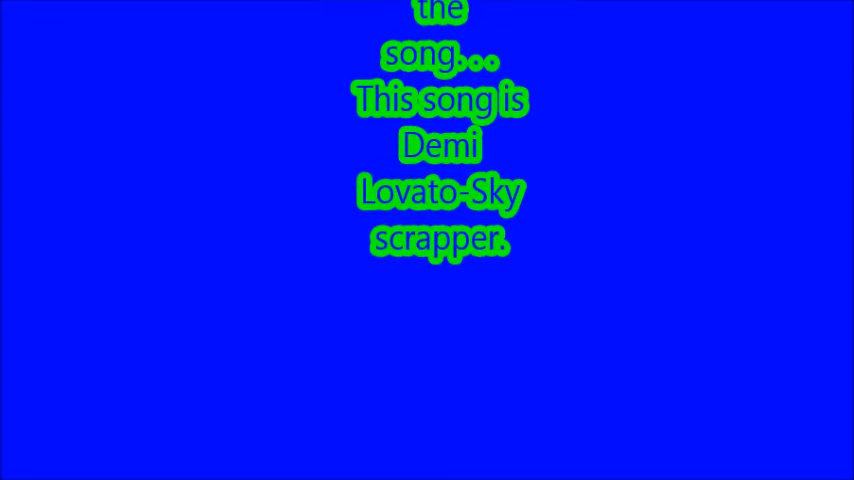 the
song...
This song is
Demi
Lovato-Sky
scrapper.